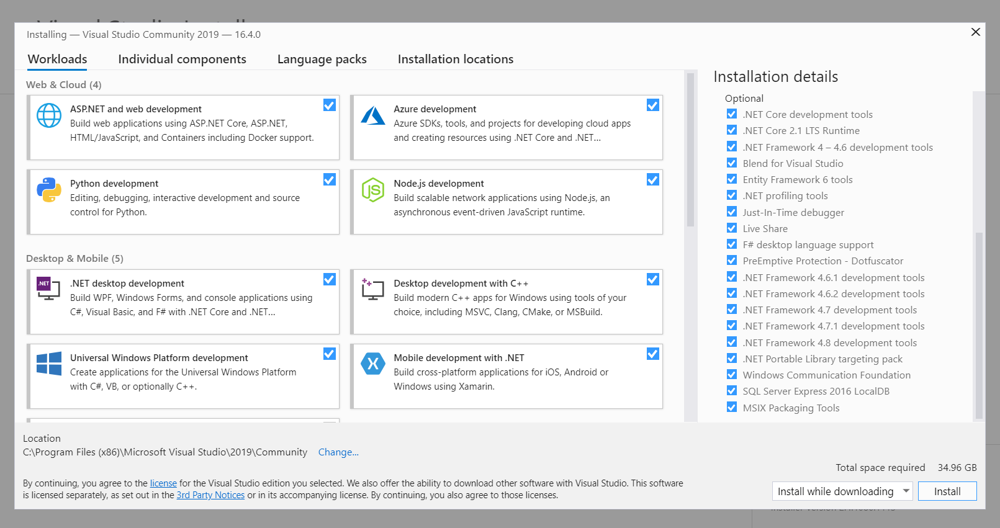 Installing — Visual Studio Community 2019 — 16.4.0
Workloads
Individual components
Language packs
Installation locations
Web & Cloud (4)
ASP.NET and web development
Build web applications using ASP.NET Core, ASP.NET,
HTML/JavaScript, and Containers including Docker support.
Azure development
Azure SDKs, tools, and projects for developing cloud apps
and creating resources using .NET Core and .NET...
Python development
Editing, debugging, interactive development and source
control for Python.
Node.js development
Build scalable network applications using Node.js, an
asynchronous event-driven JavaScript runtime.
Desktop & Mobile (5)
.NET
.NET desktop development
Build WPF, Windows Forms, and console applications using
C#, Visual Basic, and F# with .NET Core and .NET...
Desktop development with C++
Build modern C++ apps for Windows using tools of your
choice, including MSVC, Clang, CMake, or MSBuild.
Universal Windows Platform development
Create applications for the Universal Windows Platform
with C#, VB, or optionally C++.
Mobile development with .NET
Build cross-platform applications for iOS, Android or
Windows using Xamarin.
Installation details
Optional
.NET Core development tools
.NET Core 2.1 LTS Runtime
.NET Framework 4 – 4.6 development tools
Blend for Visual Studio
Entity Framework 6 tools
.NET profiling tools
Just-In-Time debugger
Live Share
F# desktop language support
PreEmptive Protection - Dotfuscator
.NET Framework 4.6.1 development tools
.NET Framework 4.6.2 development tools
.NET Framework 4.7 development tools
.NET Framework 4.7.1 development tools
.NET Framework 4.8 development tools
.NET Portable Library targeting pack
Windows Communication Foundation
SQL Server Express 2016 LocalDB
MSIX Packaging Tools
Location
C:\Program Files (x86)\Microsoft Visual Studio\2019\Community Change...
Total space required 34.96 GB
By continuing, you agree to the license for the Visual Studio edition you selected. We also offer the ability to download other software with Visual Studio. This software
is licensed separately, as set out in the 3rd Party Notices or in its accompanying license. By continuing, you also agree to those licenses.
Install while downloading
Install